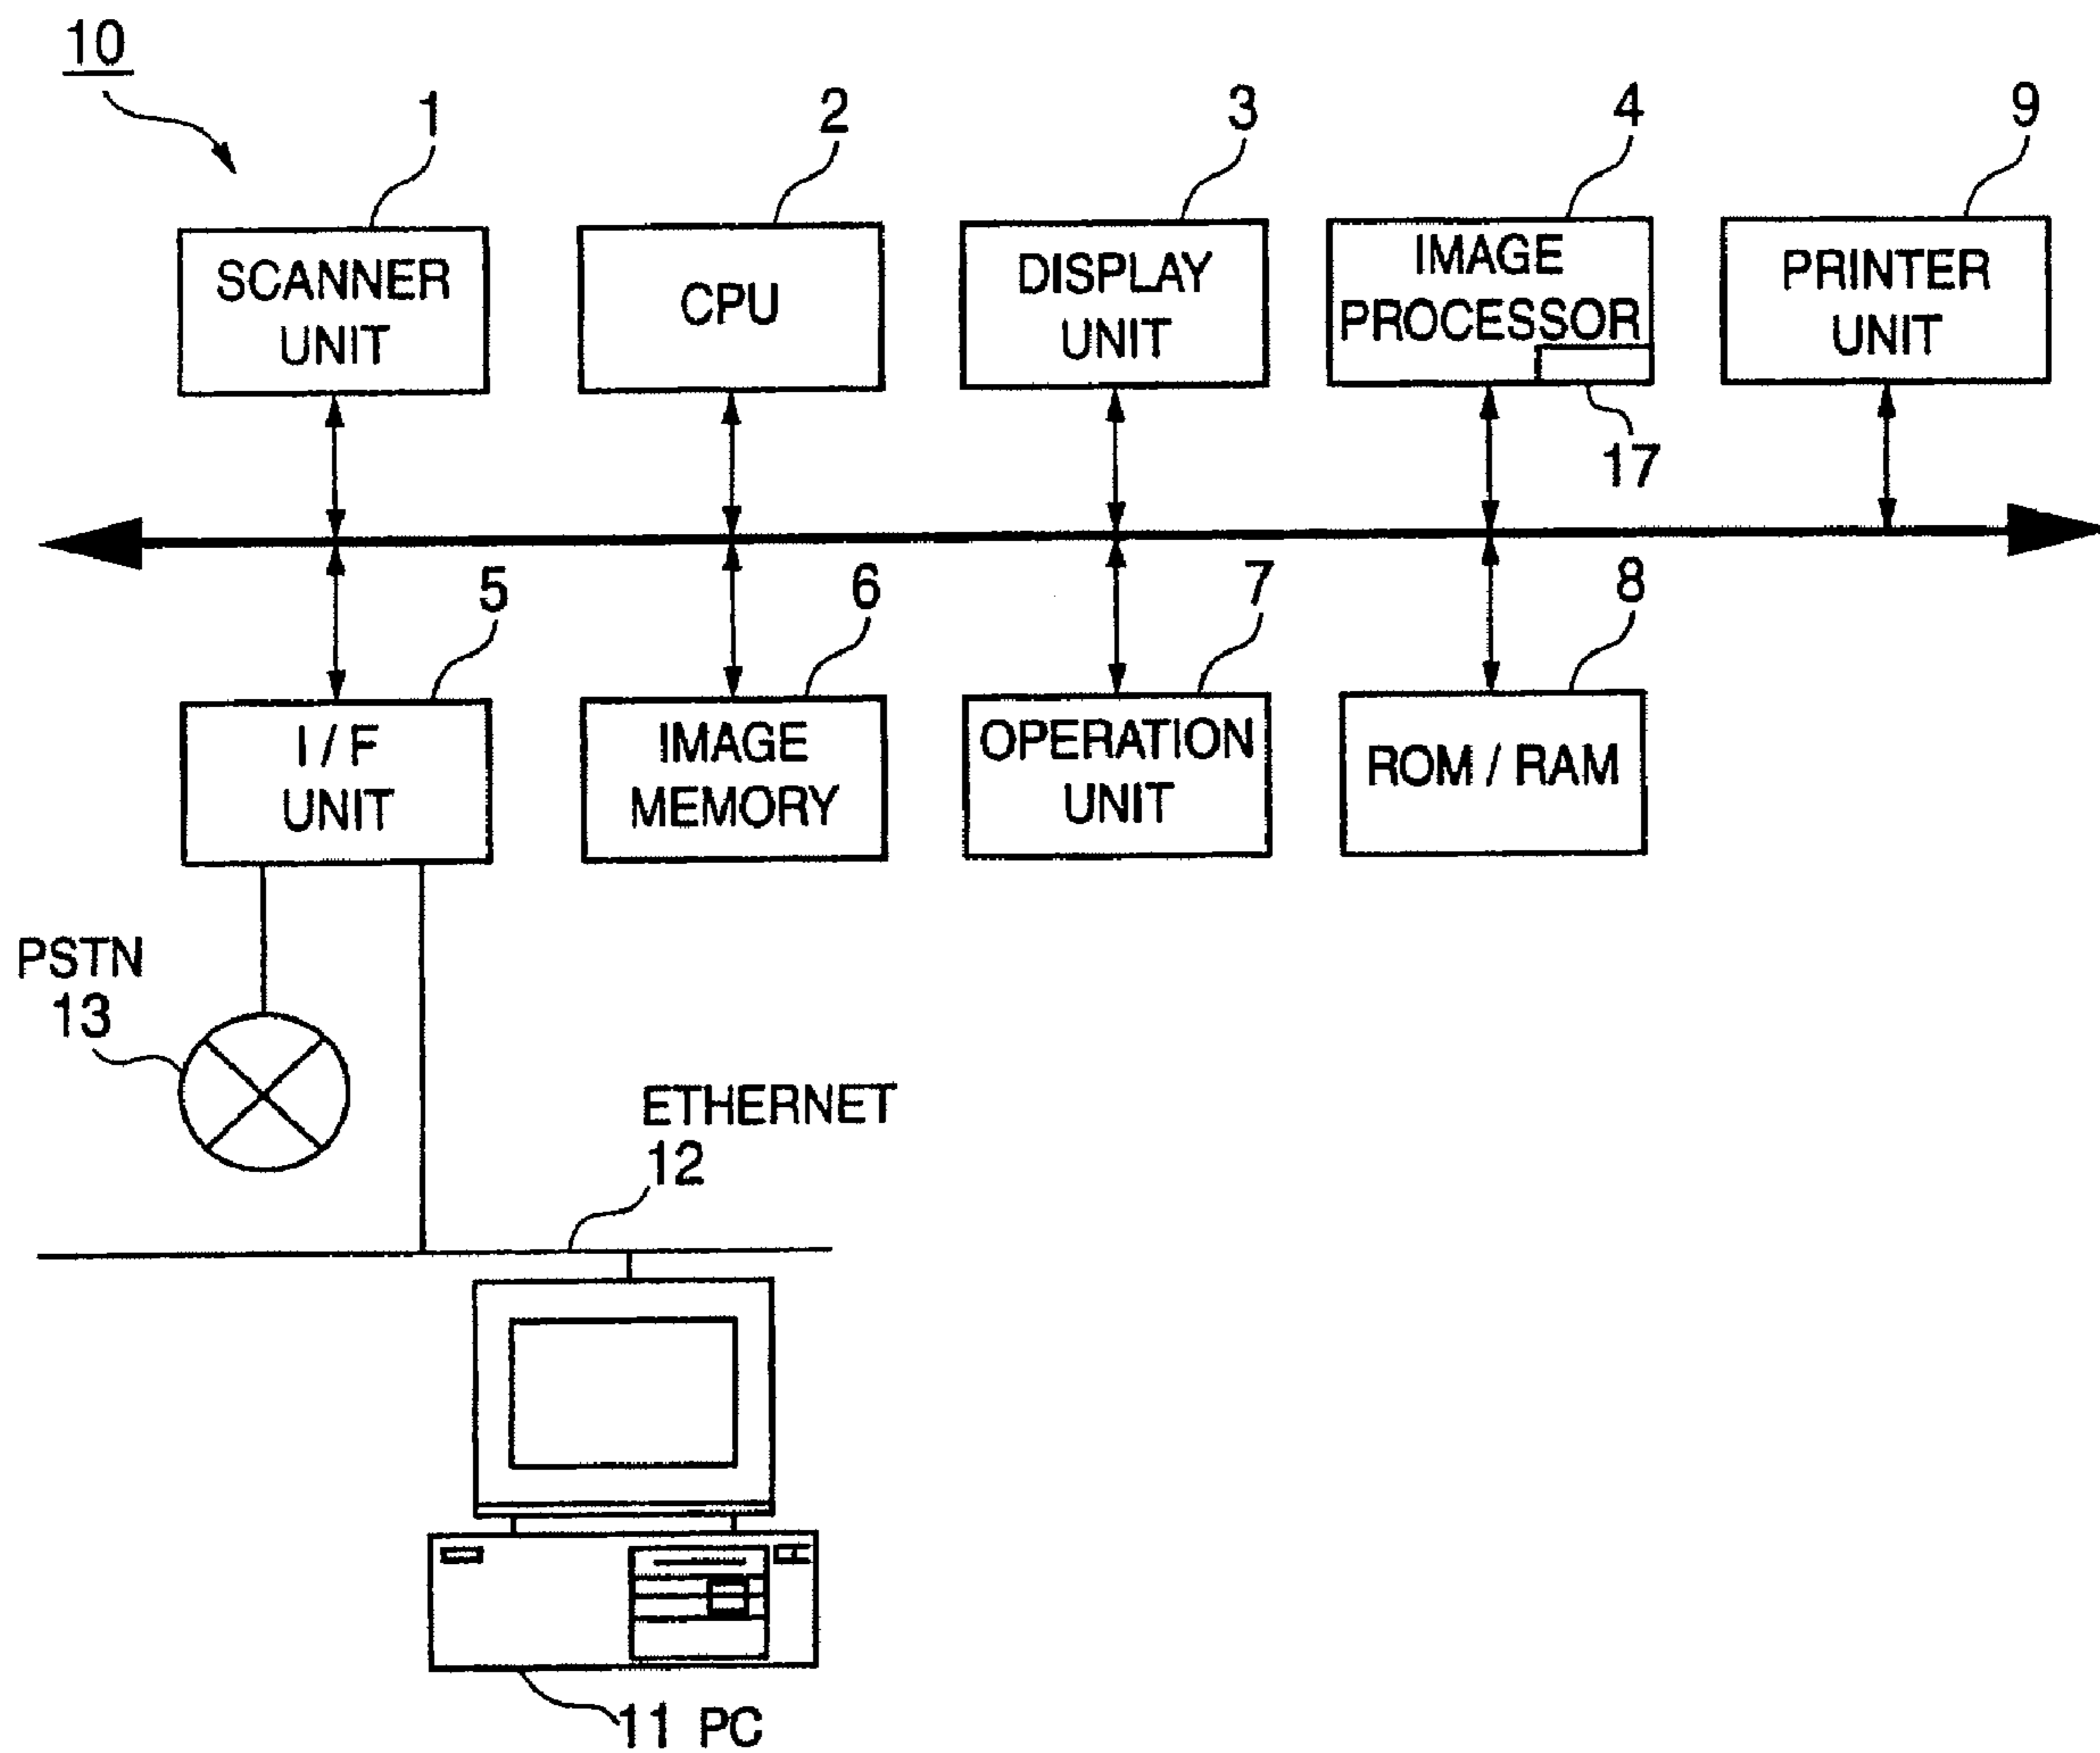 10
1
2
3
4
9
SCANNER
UNIT
CPU
DISPLAY
UNIT
IMAGE
PROCESSOR
PRINTER
UNIT
17
5
6
7
8
I / F
UNIT
IMAGE
MEMORY
OPERATION
UNIT
ROM / RAM
PSTN
13
ETHERNET
12
11 PC